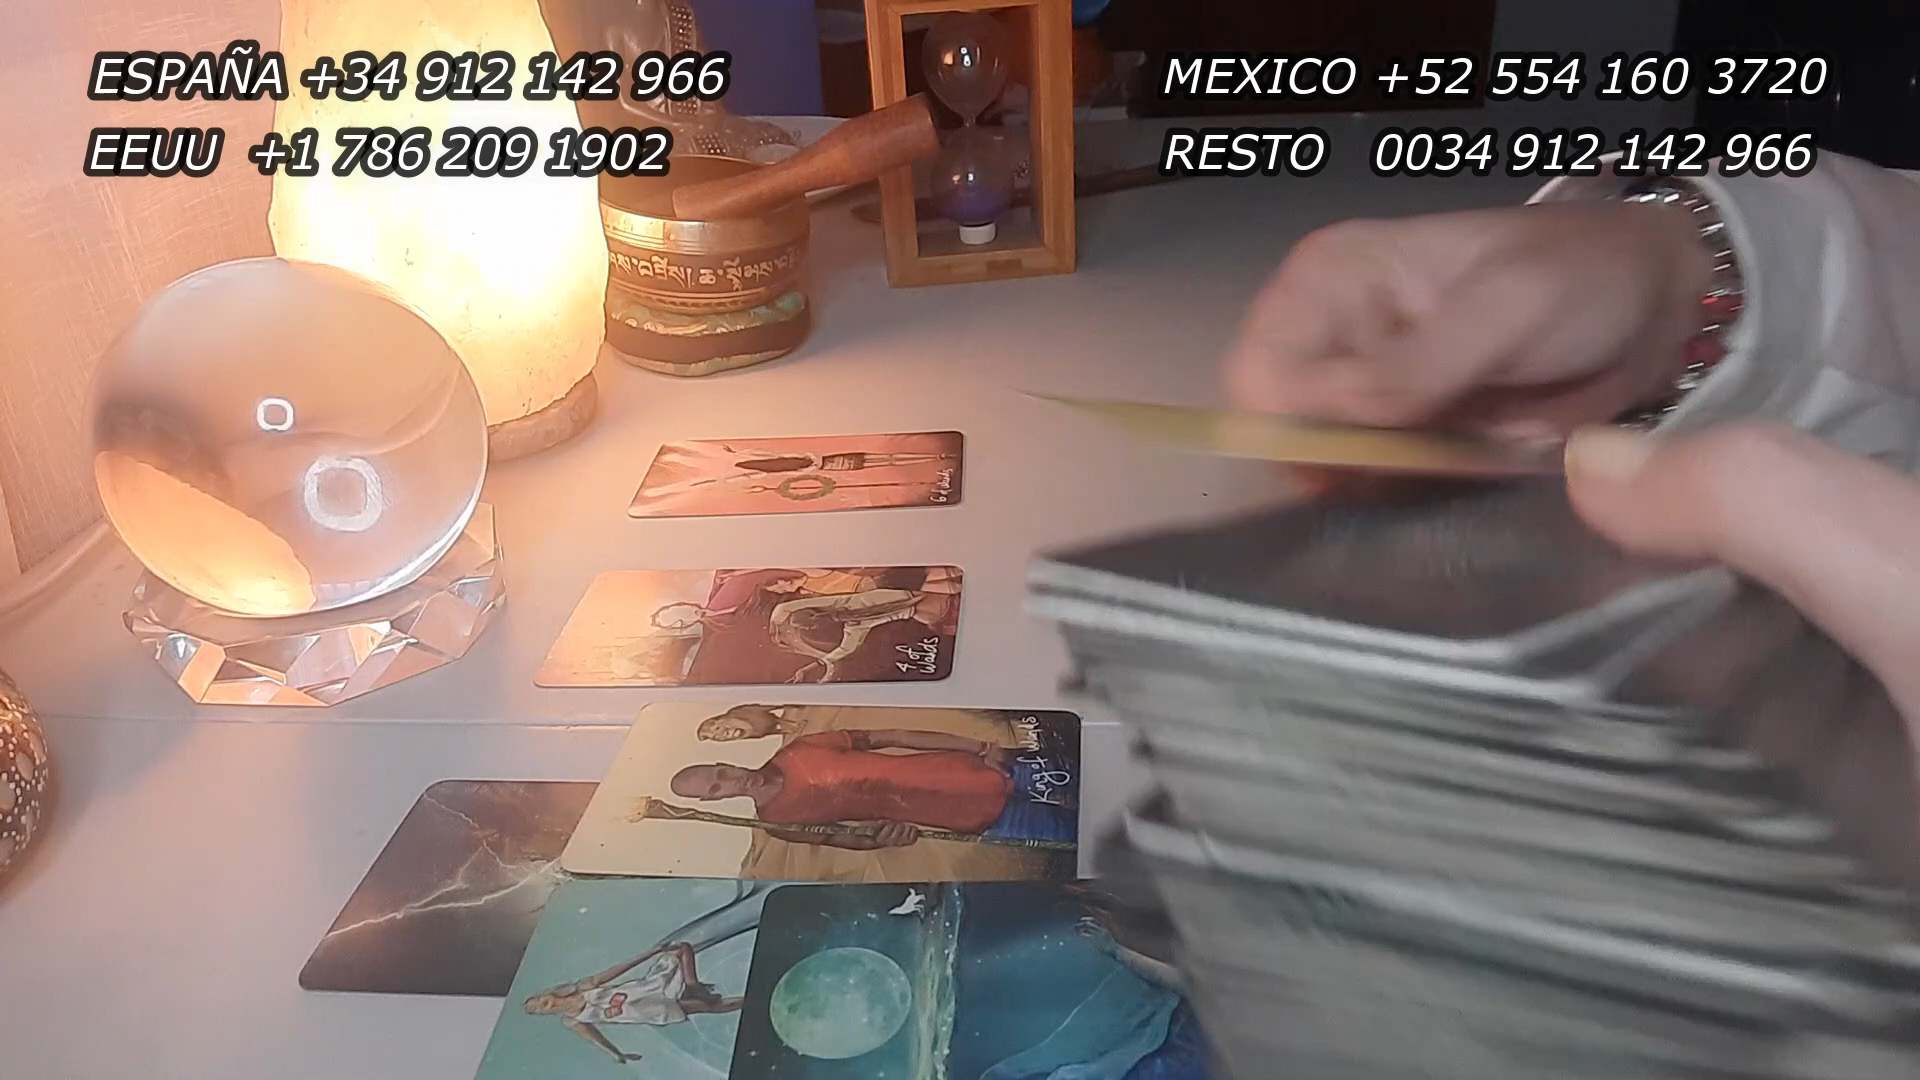 ESPAÑA +34 912 142 966
EEUU +1 786 209 1902
MEXICO +52 554 160 3720
RESTO 0034 912 142 966
6 of Wands
4 of
Wands
King of Wands